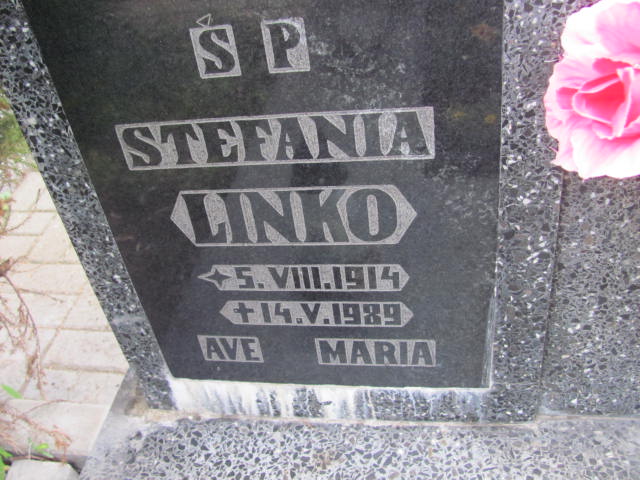 Ś P
STEFANIA
LINKO
5.VIII.1914
+14.V.1989
AVE MARIA